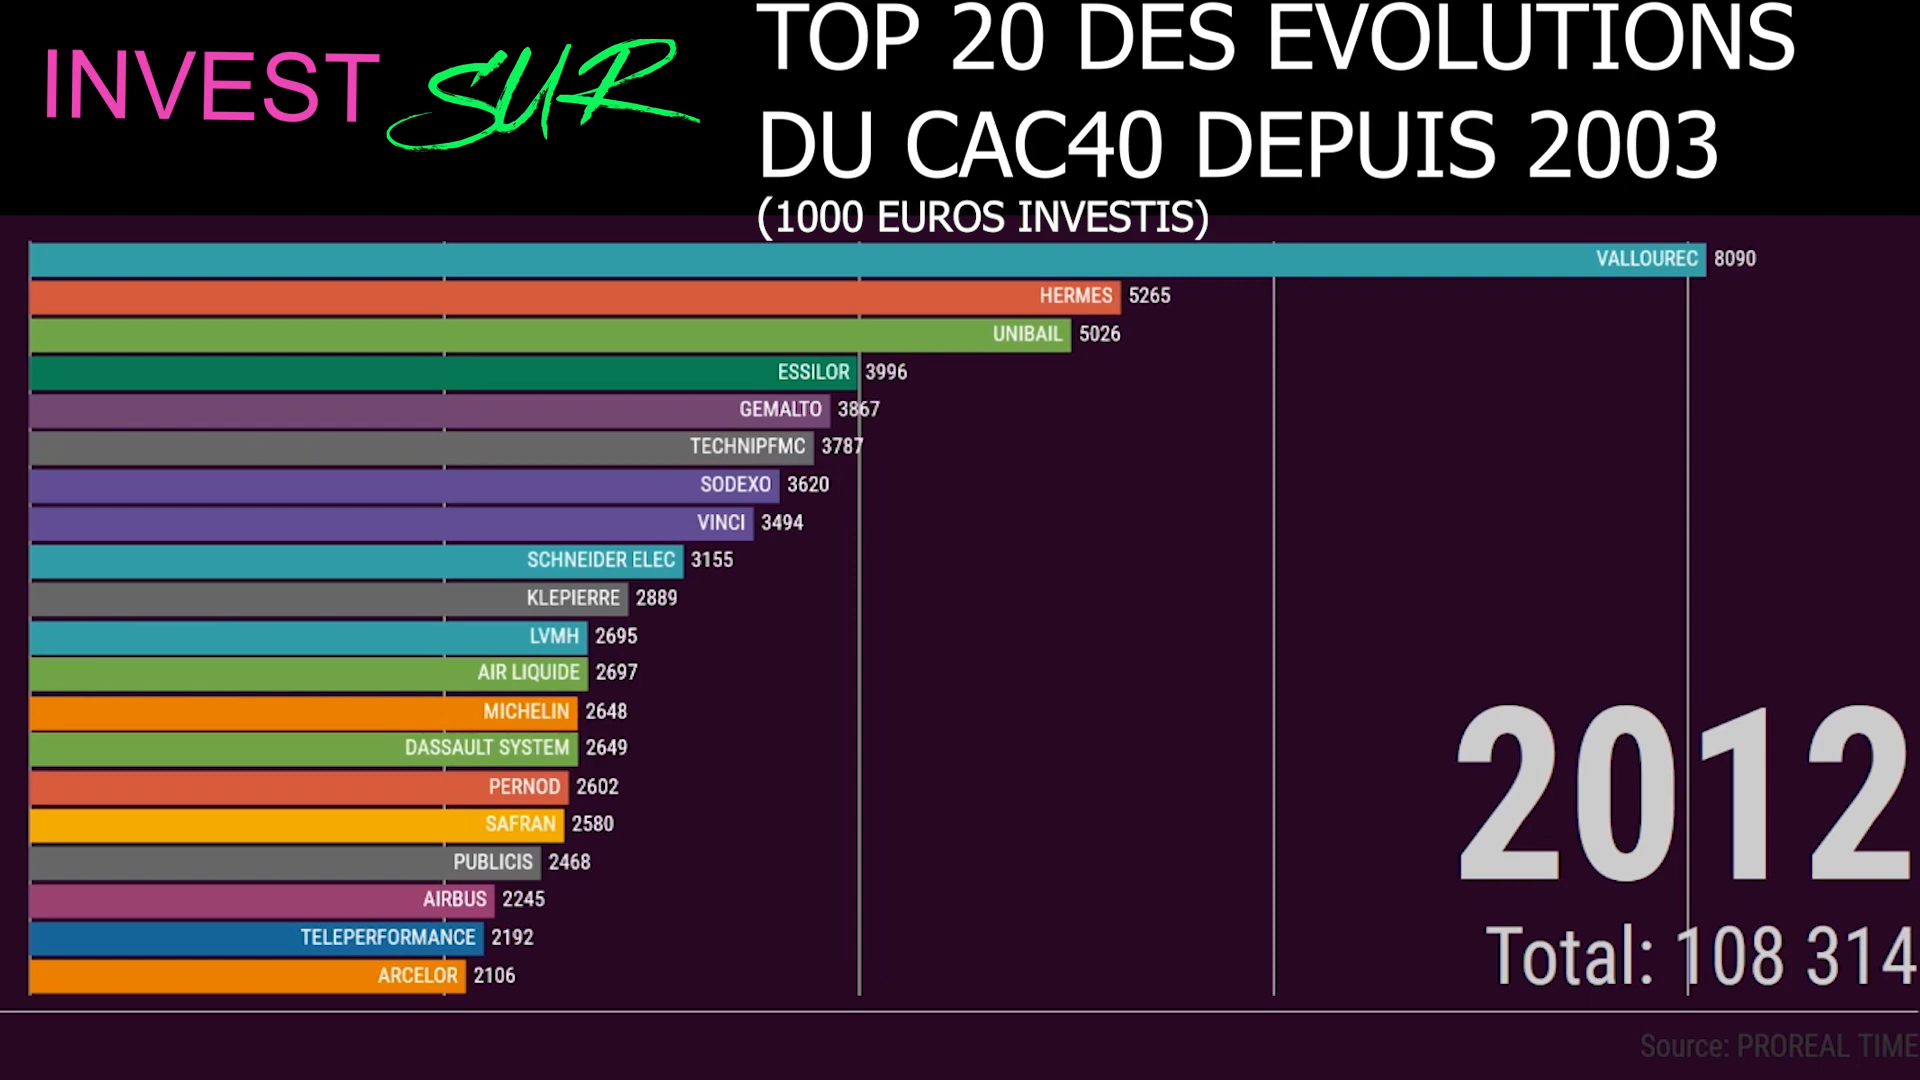 INVEST SUR
TOP 20 DES EVOLUTIONS
DU CAC40 DEPUIS 2003
(1000 EUROS INVESTIS)
VALLOUREC 8090
HERMES 5265
UNIBAIL 5026
ESSILOR 3996
GEMALTO 3867
TECHNIPFMC 3787
SODEXO 3620
VINCI 3494
SCHNEIDER ELEC 3155
KLEPIERRE 2889
LVMH 2695
AIR LIQUIDE 2697
MICHELIN 2648
DASSAULT SYSTEM 2649
PERNOD 2602
SAFRAN 2580
PUBLICIS 2468
AIRBUS 2245
TELEPERFORMANCE 2192
ARCELOR 2106
2012
Total: 108 314
Source: PROREAL TIME